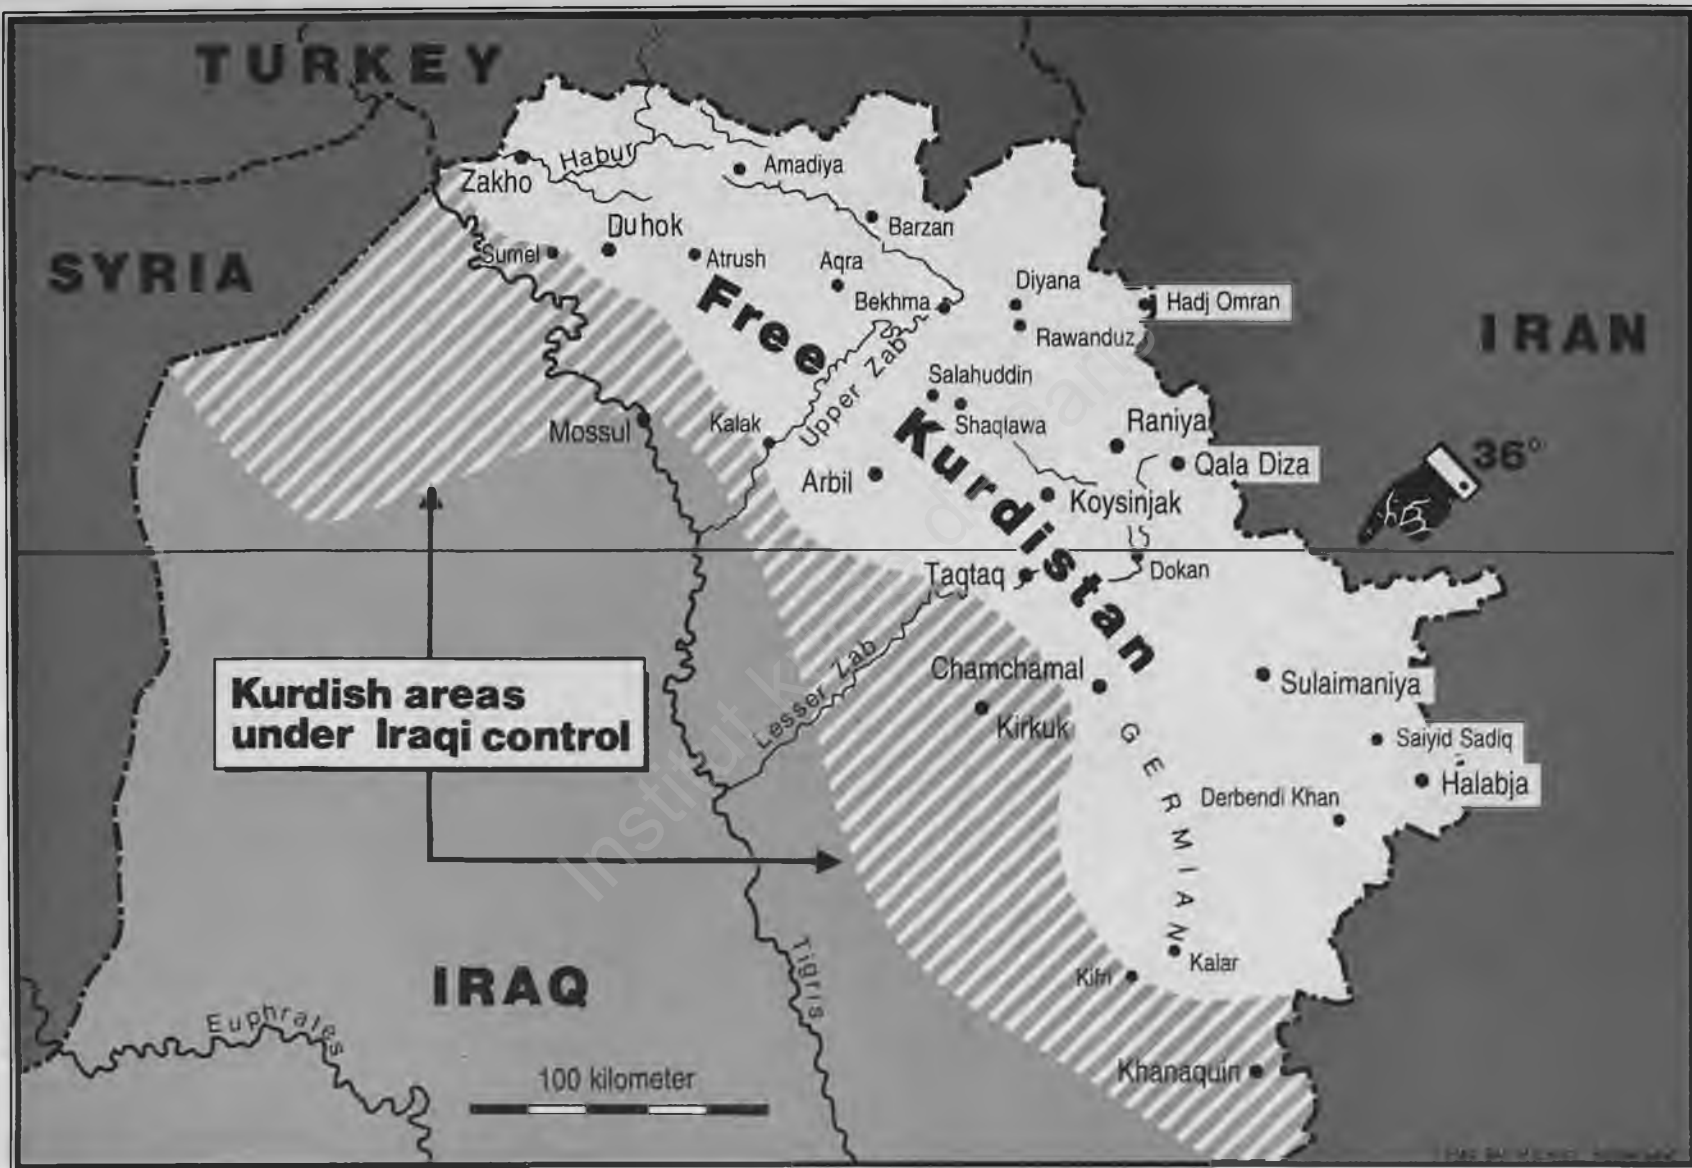 TURKEY
Habur
Amadiya
Zakho
Barzan
Duhok
SYRIA
Sumel
Atrush
Aqra
Diyana
Bekhma
Hadj Omran
Free
Rawanduz
IRAN
Upper Zab
Salahuddin
Mossul
Kalak
Shaqlawa
Raniya
36°
Qala Diza
Arbil
Kurdistan
Koysinjak
Taqtaq
Dokan
Lesser Zab
Chamchamal
Sulaimaniya
Kurdish areas
under Iraqi control
Kirkuk
GERMIAN
Saiyid Sadiq
Halabja
Derbendi Khan
Tigris
Kalar
Kifri
IRAQ
Euphrates
Khanaquin
100 kilometer